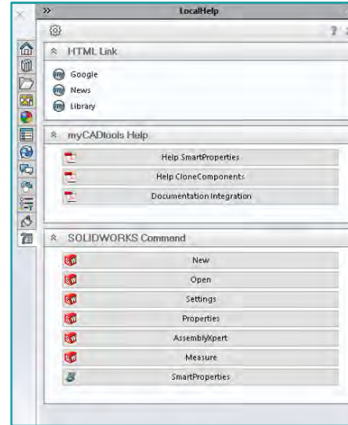 LocalHelp
?
HTML Link
Google
News
Library
myCADtools Help
Help SmartProperties
Help CloneComponents
Documentation Integration
SOLIDWORKS Command
New
Open
Settings
Properties
AssemblyXpert
Measure
SmartProperties